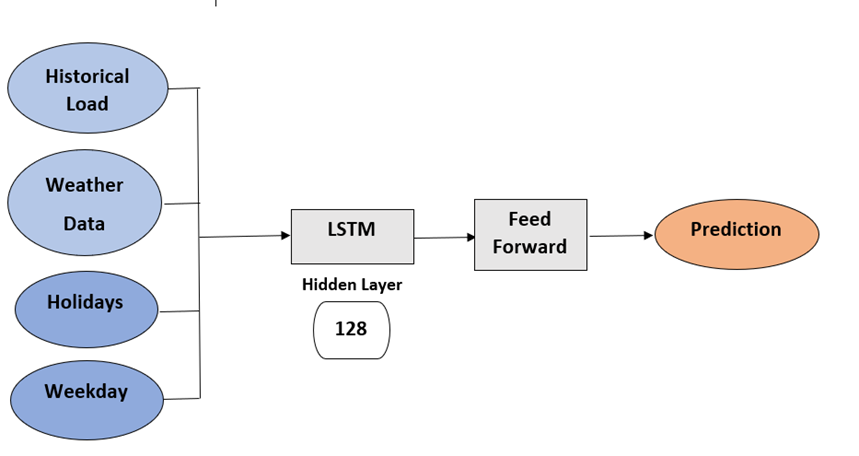 Historical
Load
Weather
Data
Holidays
Weekday
LSTM
Hidden Layer
128
Feed
Forward
Prediction